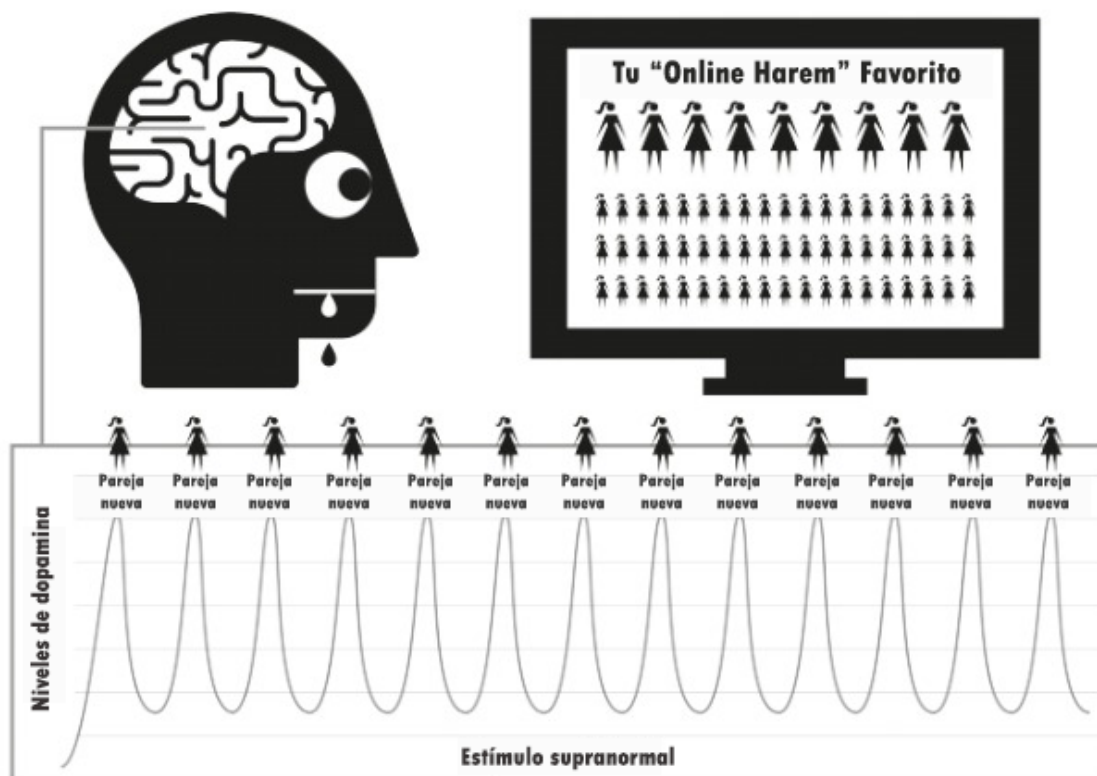 Tu “Online Harem” Favorito
Pareja Pareja Pareja Pareja Pareja Pareja Pareja Pareja Pareja Pareja Pareja Pareja Pareja
nueva nueva nueva nueva nueva nueva nueva nueva nueva nueva nueva nueva nueva
Niveles de dopamina
Estímulo supranormal